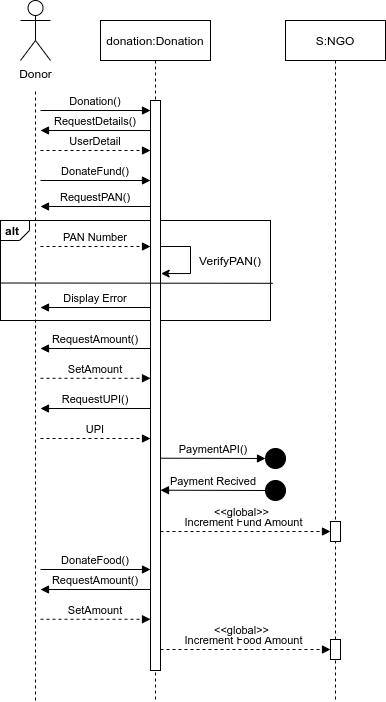 donation:Donation
S:NGO
Donor
Donation()
RequestDetails()
UserDetail
DonateFund()
RequestPAN()
alt
PAN Number
VerifyPAN()
Display Error
RequestAmount()
SetAmount
RequestUPI()
UPI
PaymentAPI()
Payment Recived
<<global>>
Increment Fund Amount
DonateFood()
RequestAmount()
SetAmount
<<global>>
Increment Food Amount